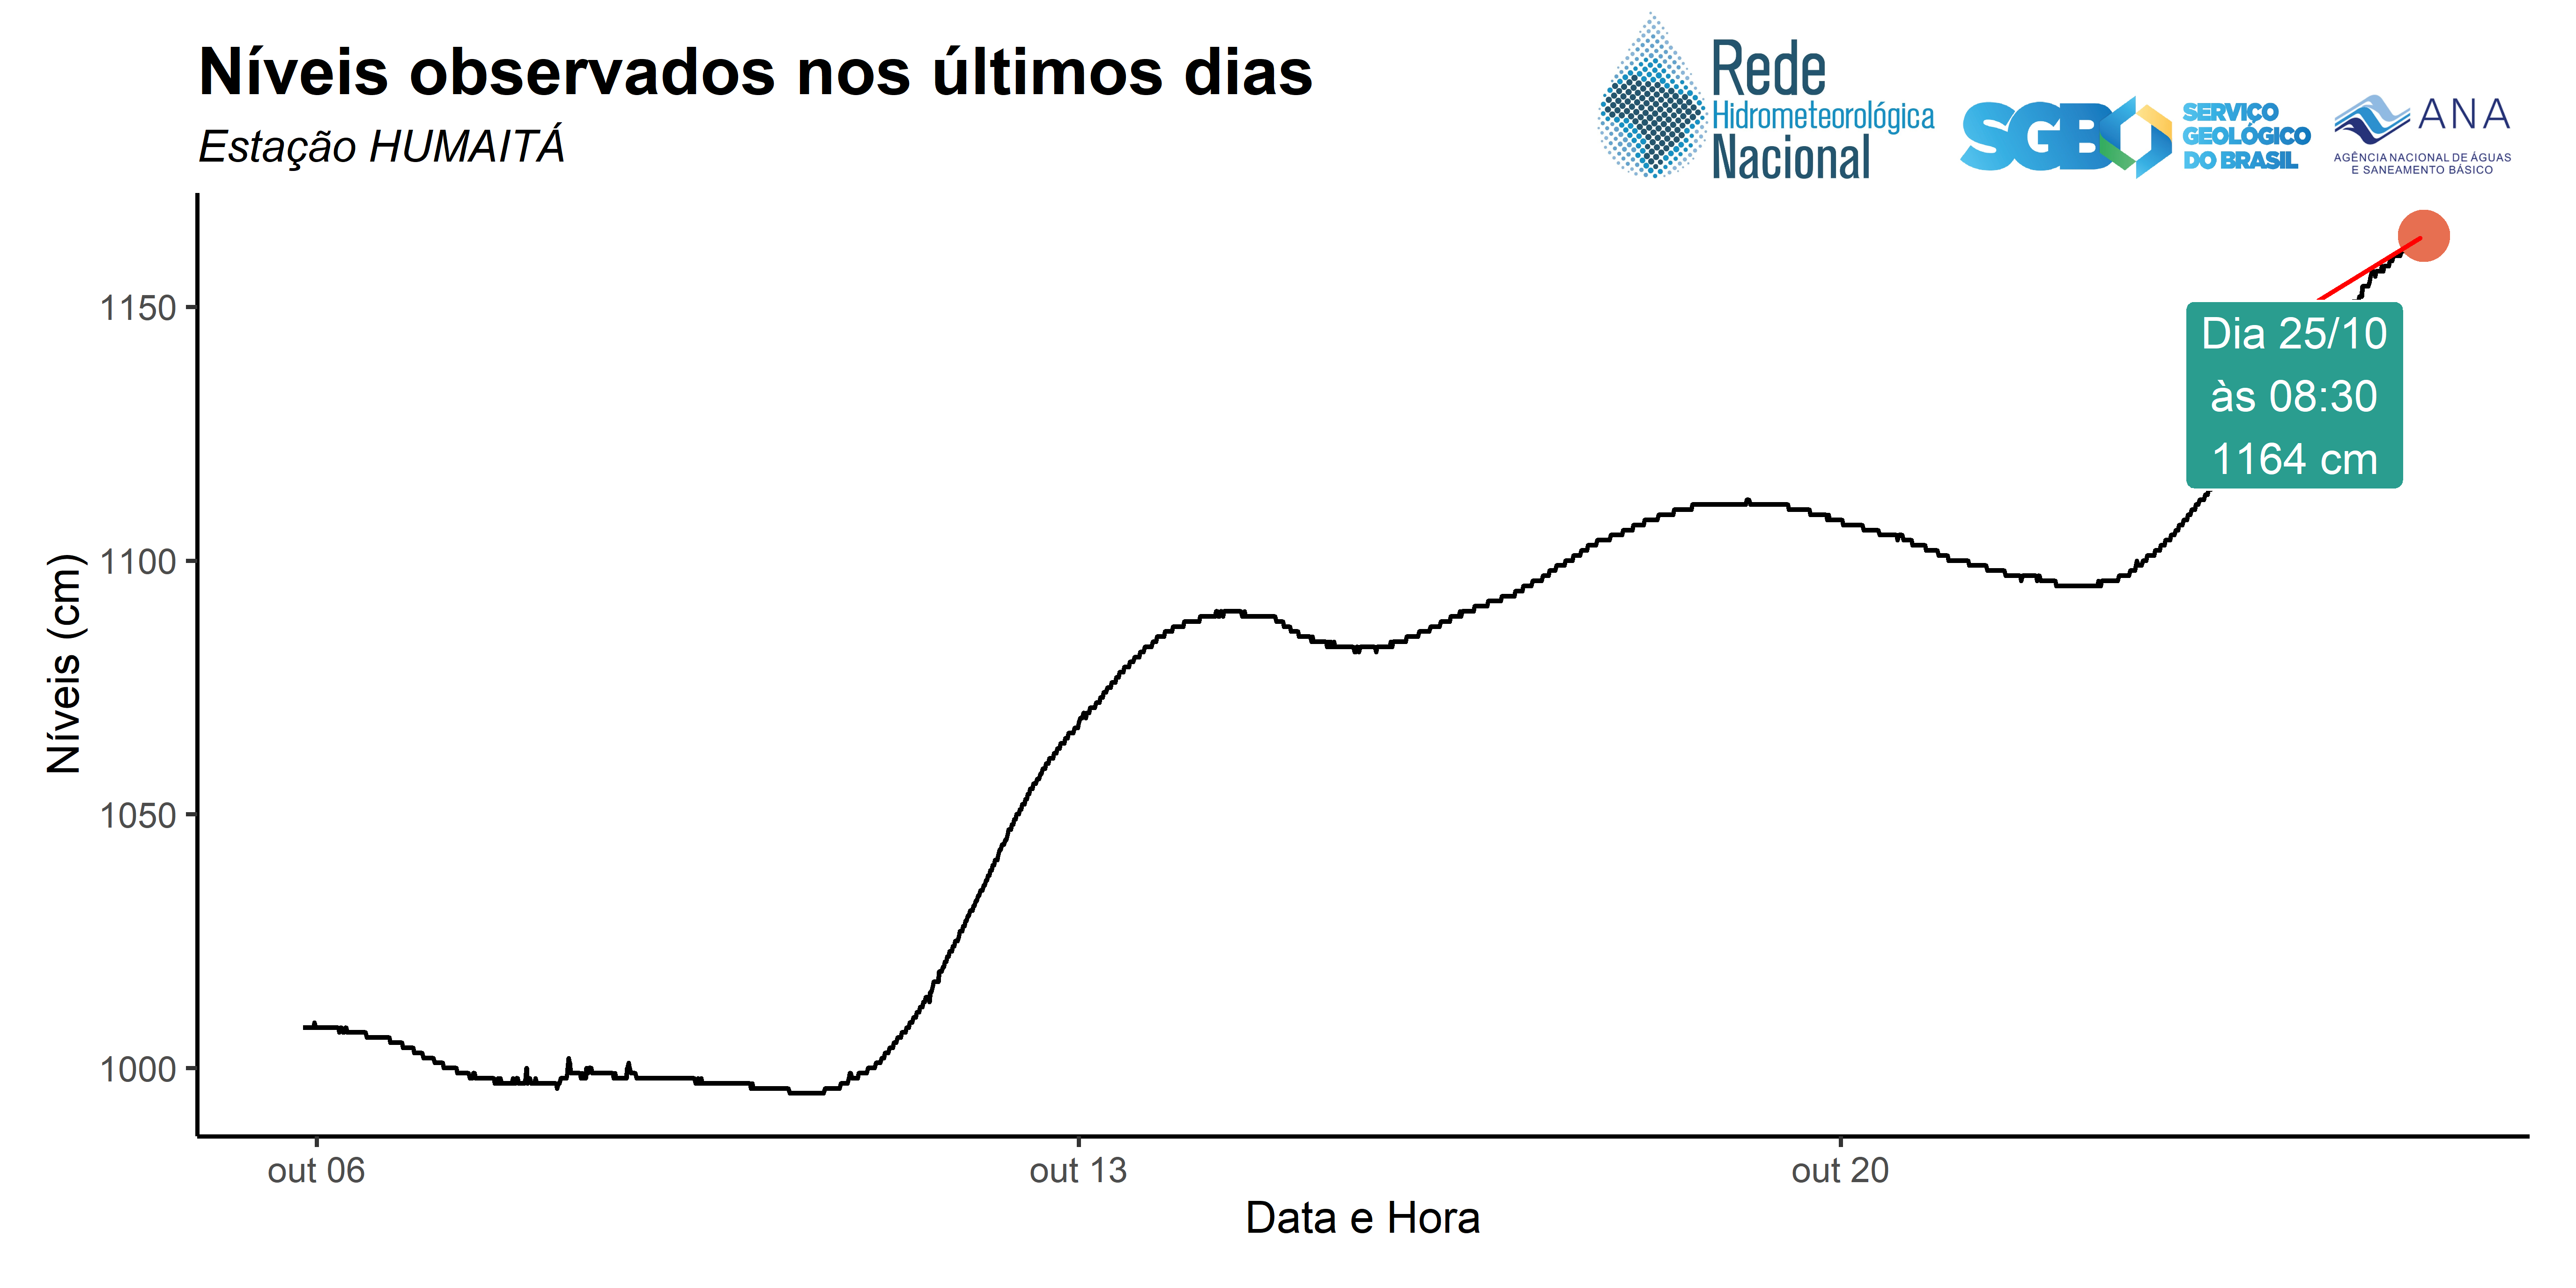 Níveis observados nos últimos dias
Estação HUMAITÁ
Rede
Hidrometeorológica
Nacional
SGB
SERVIÇO
GEOLÓGICO
DO BRASIL
ANA
AGÊNCIA NACIONAL DE ÁGUAS
E SANEAMENTO BÁSICO
Níveis (cm)
1150
1100
1050
1000
Dia 25/10
às 08:30
1164 cm
out 06
out 13
out 20
Data e Hora